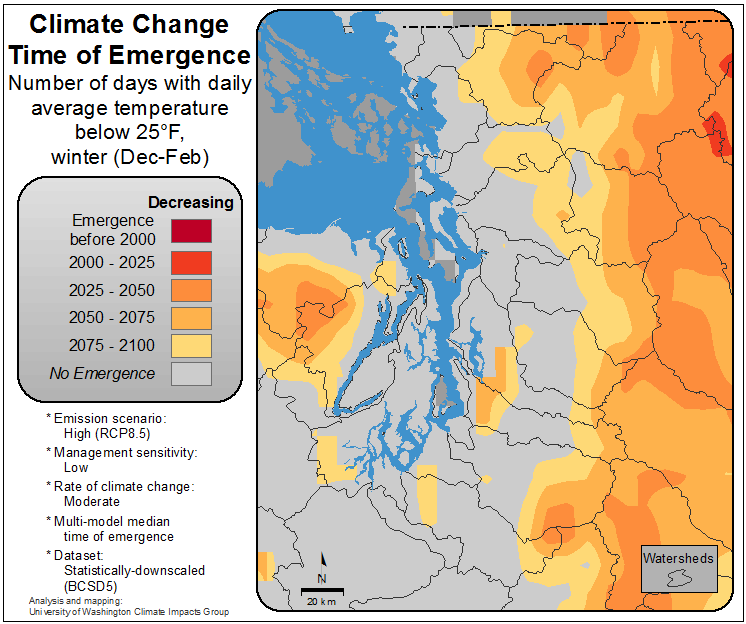 Climate Change
Time of Emergence
Number of days with daily
average temperature
below 25°F,
winter (Dec-Feb)
Decreasing
Emergence
before 2000
2000 - 2025
2025 - 2050
2050 - 2075
2075 - 2100
No Emergence
* Emission scenario:
High (RCP8.5)
* Management sensitivity:
Low
* Rate of climate change:
Moderate
* Multi-model median
time of emergence
* Dataset:
Statistically-downscaled
(BCSD5)
Analysis and mapping:
University of Washington Climate Impacts Group
N
20 km
Watersheds